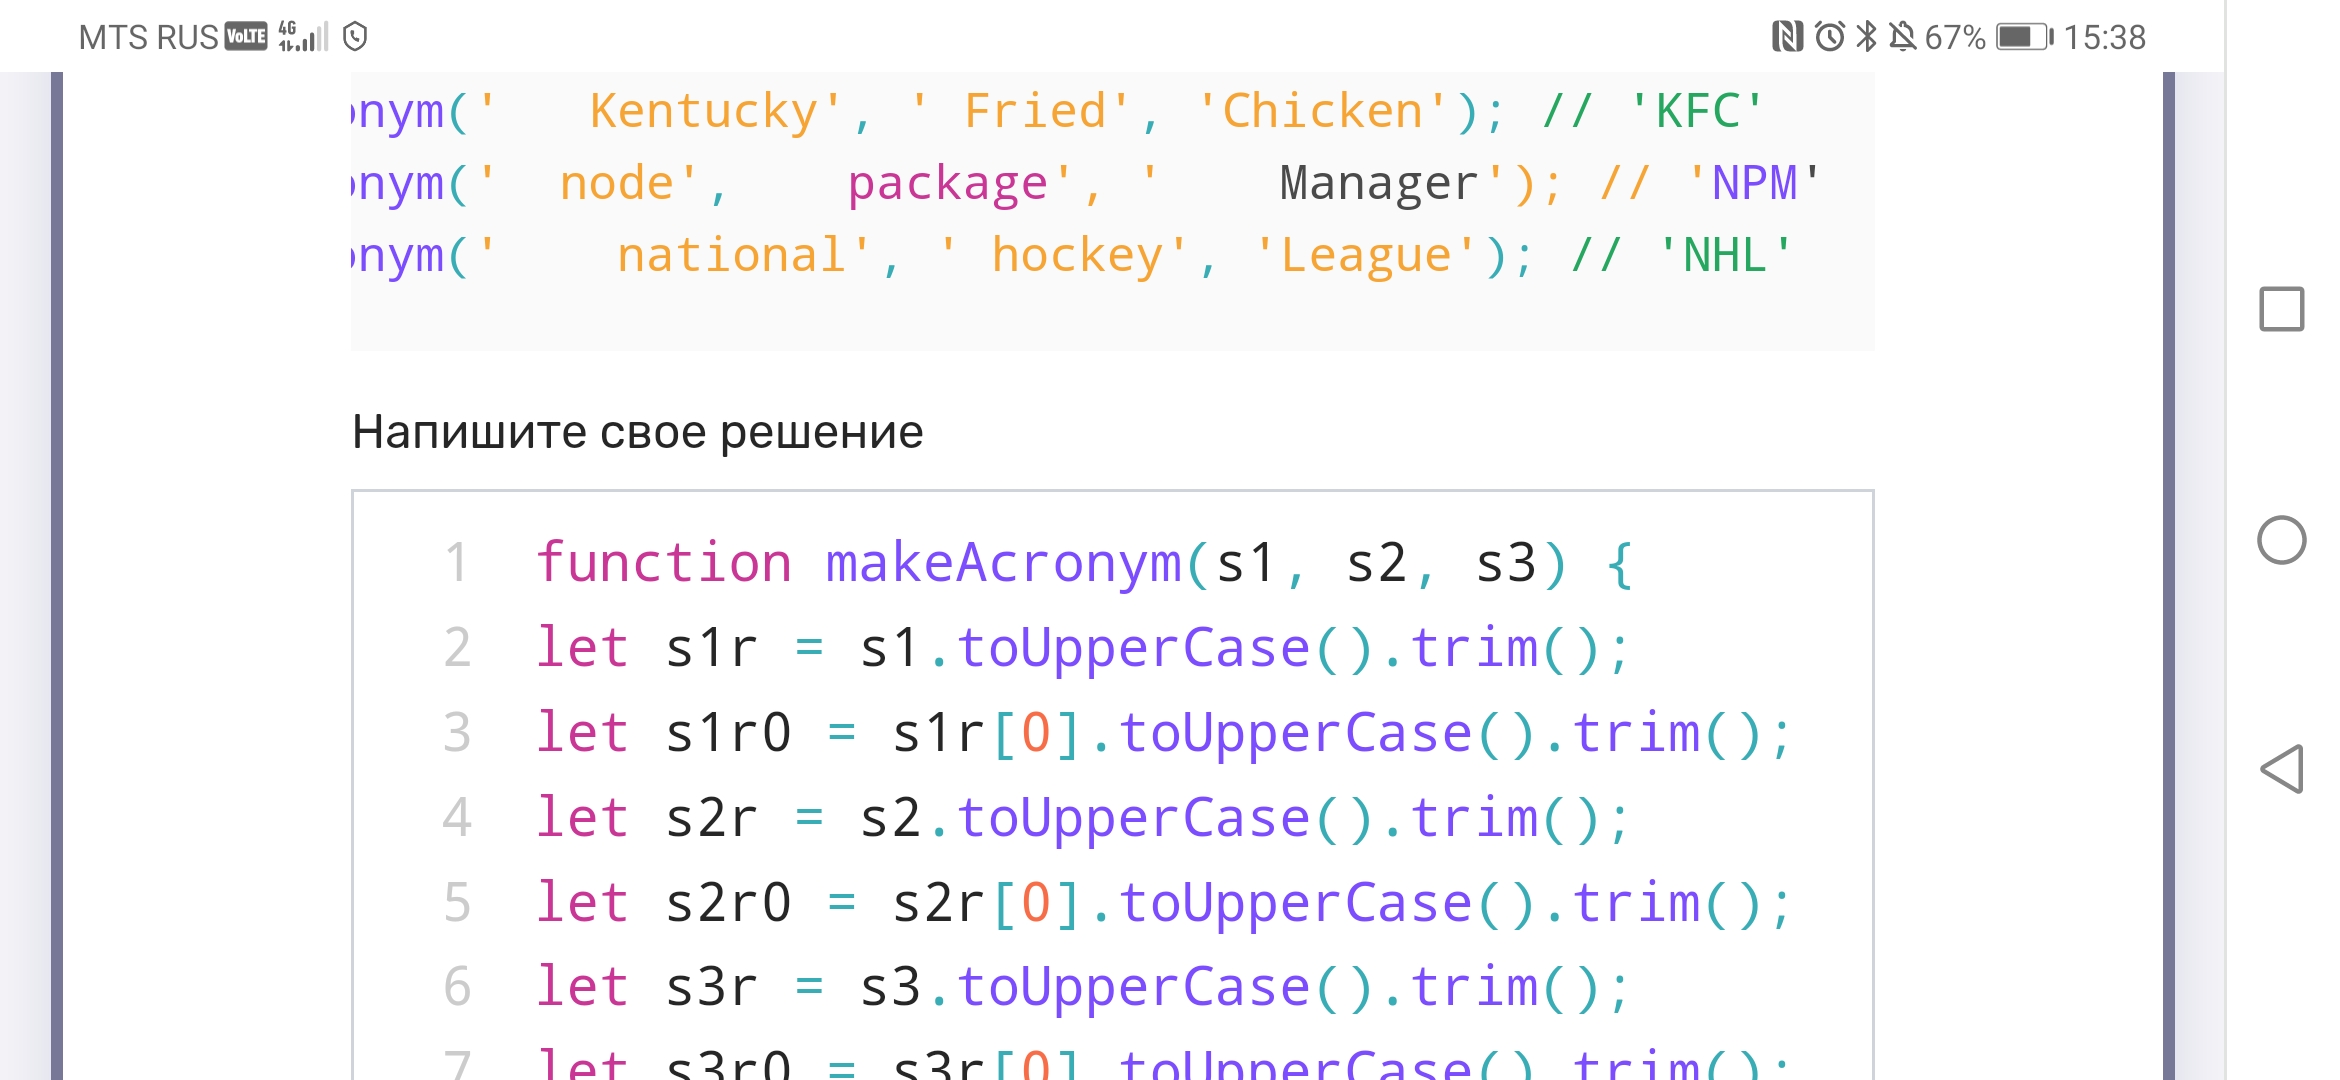 MTS RUS VoLTE 4G 67% 15:38
onym('   Kentucky', ' Fried', 'Chicken'); // 'KFC'
onym('  node',    package', '    Manager'); // 'NPM'
onym('    national', ' hockey', 'League'); // 'NHL'
Напишите свое решение
1 function makeAcronym(s1, s2, s3) {
2 let s1r = s1.toUpperCase().trim();
3 let s1r0 = s1r[0].toUpperCase().trim();
4 let s2r = s2.toUpperCase().trim();
5 let s2r0 = s2r[0].toUpperCase().trim();
6 let s3r = s3.toUpperCase().trim();
7 let s3r0 = s3r[0].toUpperCase().trim();